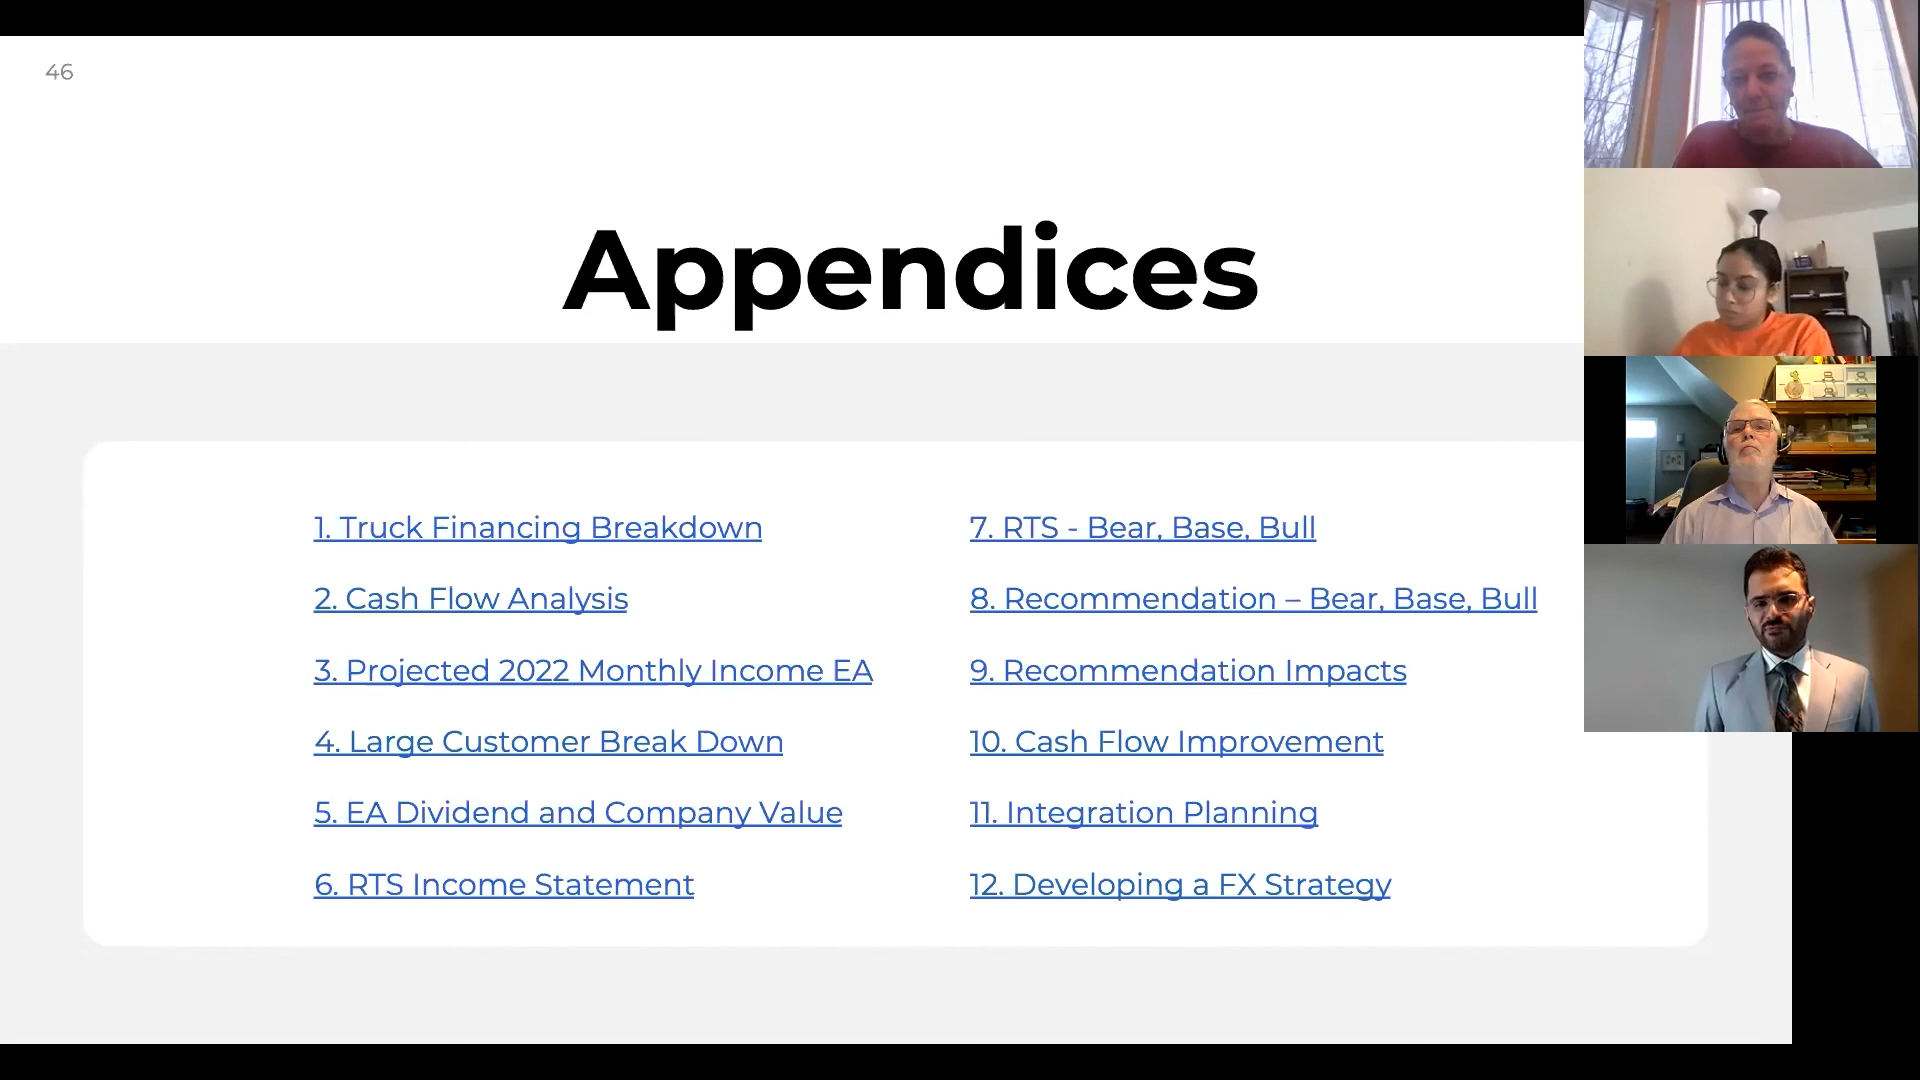 46
Appendices
1. Truck Financing Breakdown
2. Cash Flow Analysis
3. Projected 2022 Monthly Income EA
4. Large Customer Break Down
5. EA Dividend and Company Value
6. RTS Income Statement
7. RTS - Bear, Base, Bull
8. Recommendation – Bear, Base, Bull
9. Recommendation Impacts
10. Cash Flow Improvement
11. Integration Planning
12. Developing a FX Strategy